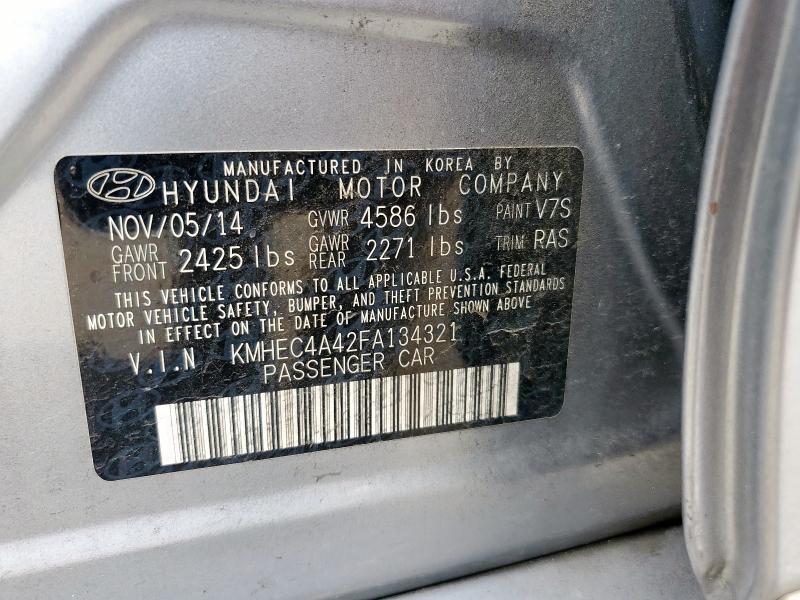 MANUFACTURED IN KOREA BY
HYUNDAI MOTOR COMPANY
NOV/05/14 GVWR 4586 lbs PAINT V7S
GAWR FRONT 2425 lbs GAWR REAR 2271 lbs TRIM RAS
THIS VEHICLE CONFORMS TO ALL APPLICABLE U.S.A. FEDERAL
MOTOR VEHICLE SAFETY, BUMPER, AND THEFT PREVENTION STANDARDS
IN EFFECT ON THE DATE OF MANUFACTURE SHOWN ABOVE
V.I.N KMHEC4A42FA134321
PASSENGER CAR